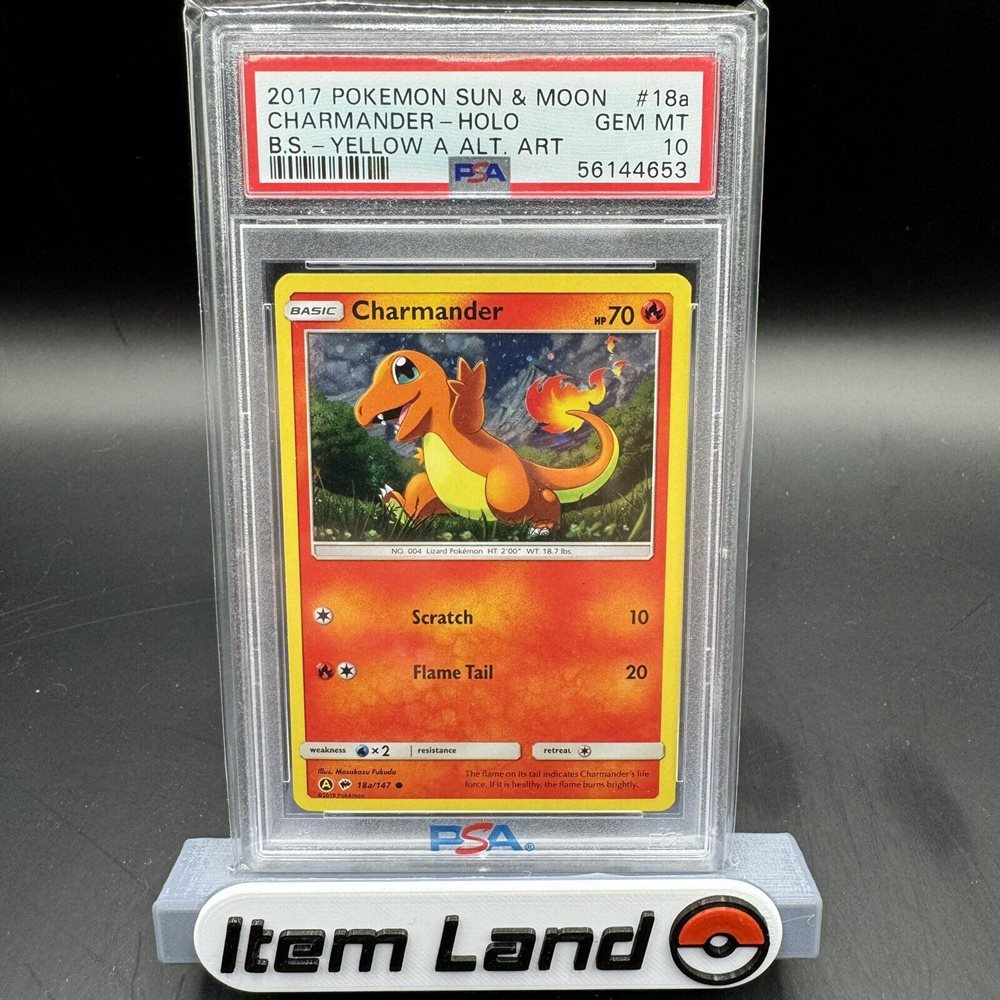 2017 POKEMON SUN & MOON #18a
CHARMANDER - HOLO GEM MT
B.S. - YELLOW A ALT. ART 10
PSA 56144653
BASIC Charmander HP 70
NO. 004 Lizard Pokémon HT: 2'00" WT: 18.7 lbs.
Scratch 10
Flame Tail 20
weakness ×2 resistance retreat
Illus. Masakazu Fukuda
The flame on its tail indicates Charmander's life
A 18a/147
force. If it is healthy, the flame burns brightly.
Pokémon
PSA®
Item Land